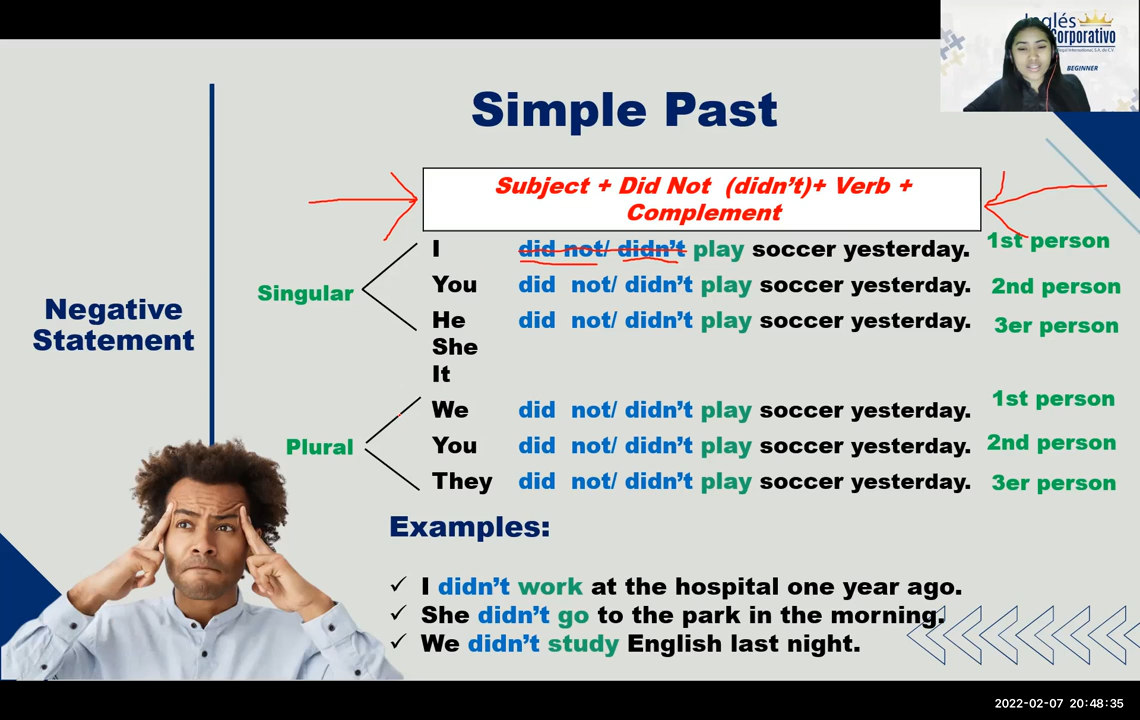 Inglés
Corporativo
BEGINNER
Simple Past
Subject + Did Not (didn't)+ Verb +
Complement
I did not/ didn't play soccer yesterday. 1st person
Singular
You did not/ didn't play soccer yesterday. 2nd person
Negative
Statement
He did not/ didn't play soccer yesterday. 3er person
She
It
We did not/ didn't play soccer yesterday. 1st person
Plural
You did not/ didn't play soccer yesterday. 2nd person
They did not/ didn't play soccer yesterday. 3er person
Examples:
✓ I didn't work at the hospital one year ago.
✓ She didn't go to the park in the morning.
✓ We didn't study English last night.
2022-02-07 20:48:35